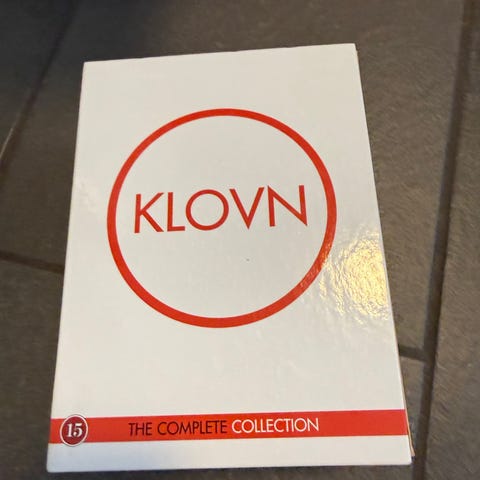 KLOVN
15 THE COMPLETE COLLECTION